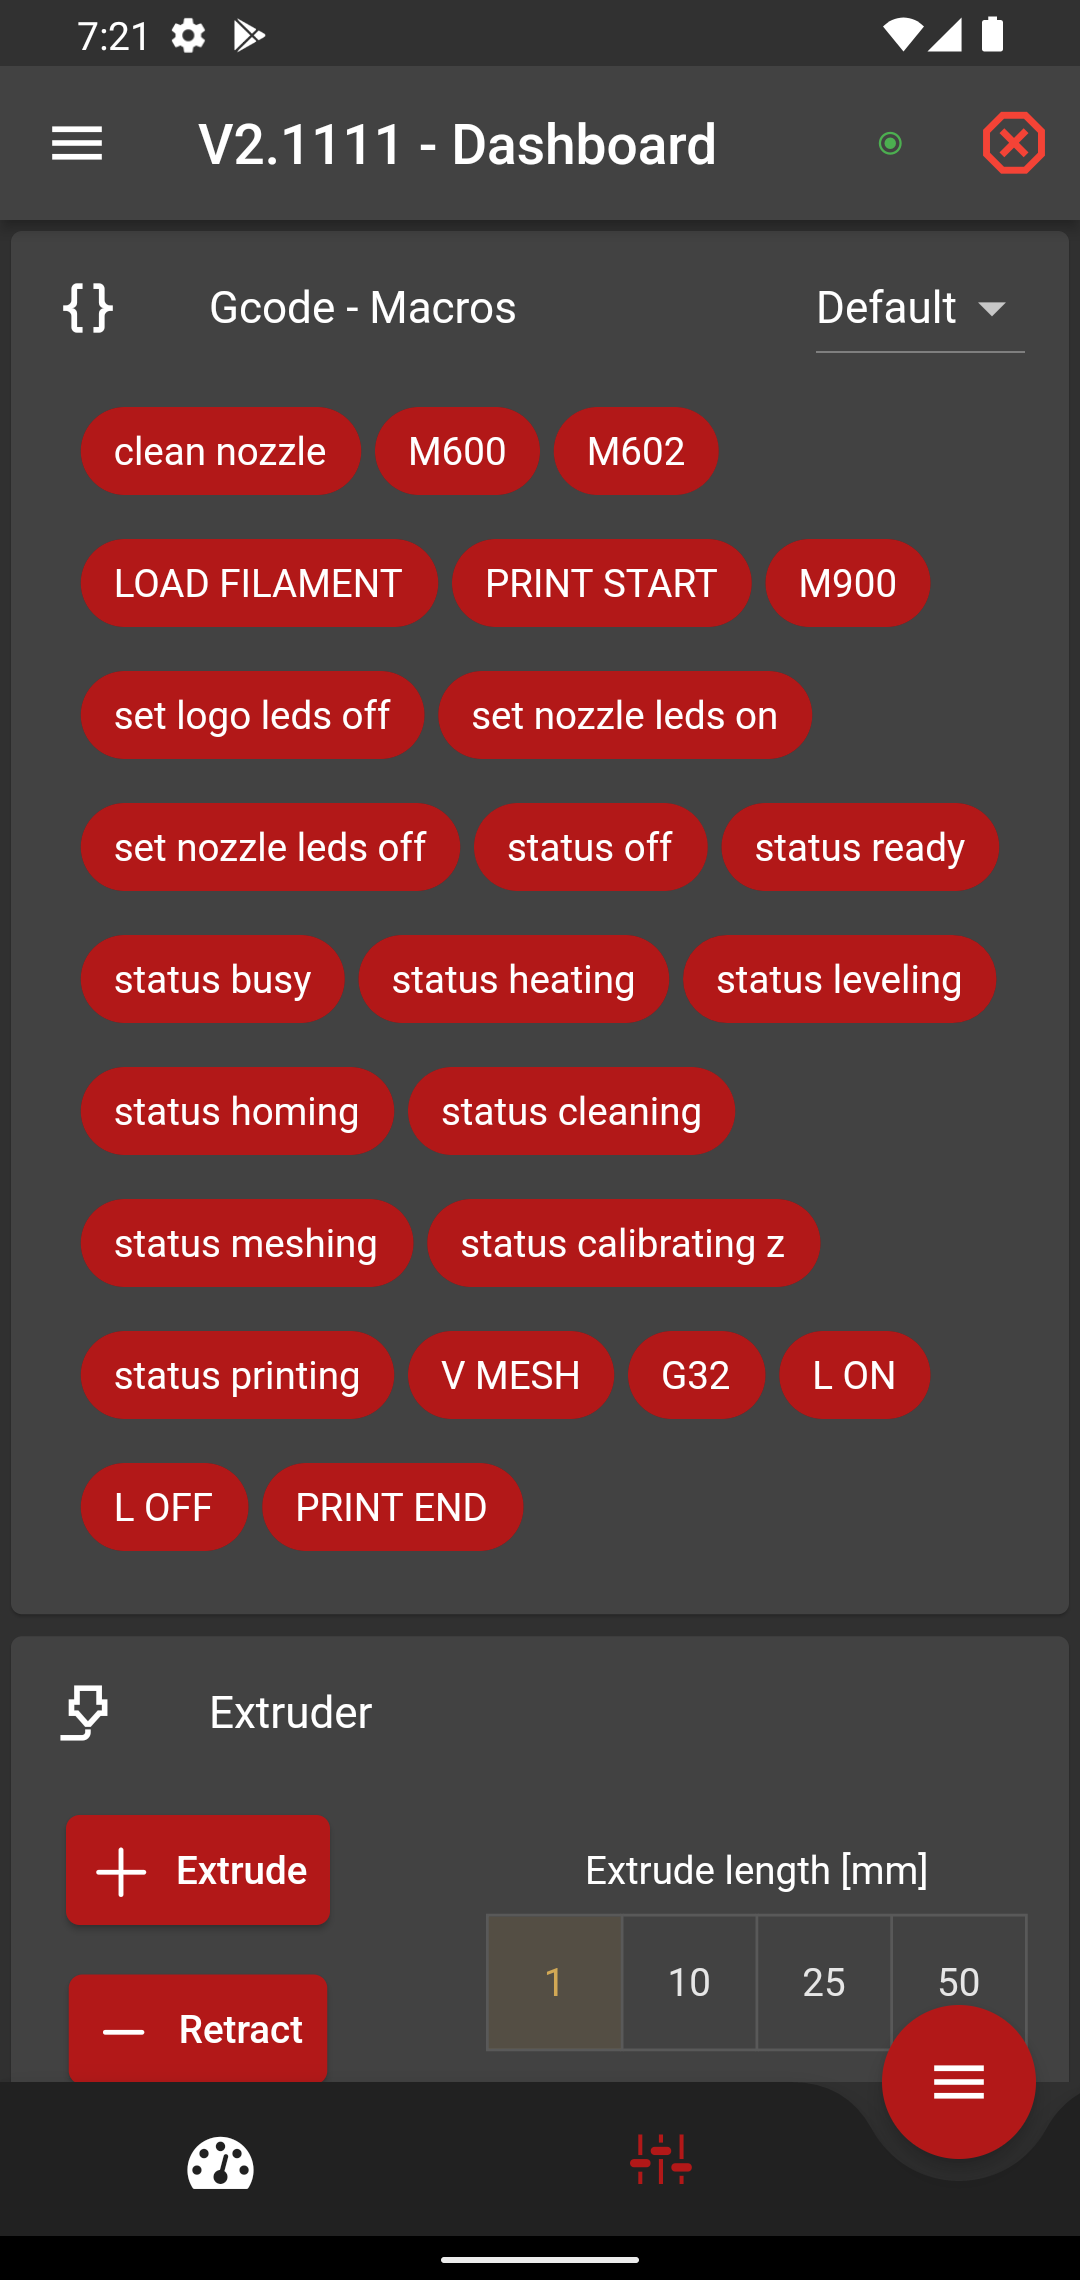 7:21
V2.1111 - Dashboard
Gcode - Macros Default
clean nozzle M600 M602
LOAD FILAMENT PRINT START M900
set logo leds off set nozzle leds on
set nozzle leds off status off status ready
status busy status heating status leveling
status homing status cleaning
status meshing status calibrating z
status printing V MESH G32 L ON
L OFF PRINT END
Extruder
Extrude Extrude length [mm]
1 10 25 50
Retract